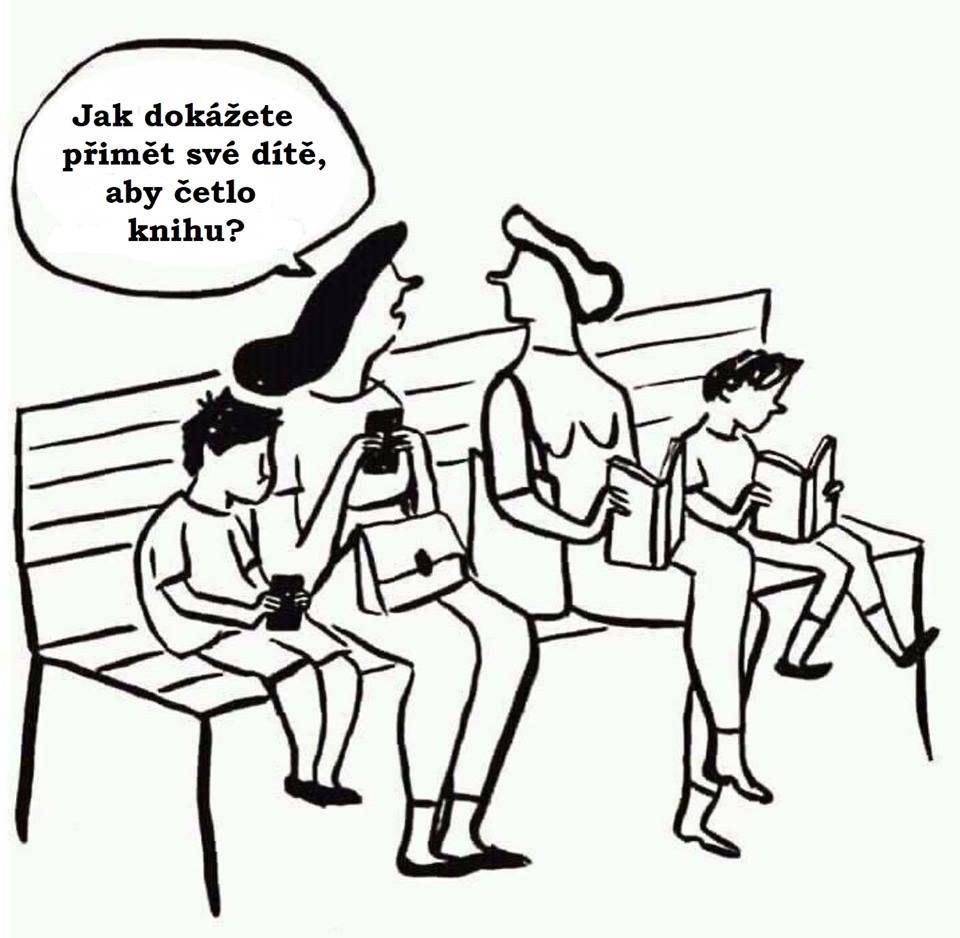 Jak dokážete
přimět své dítě,
aby četlo
knihu?